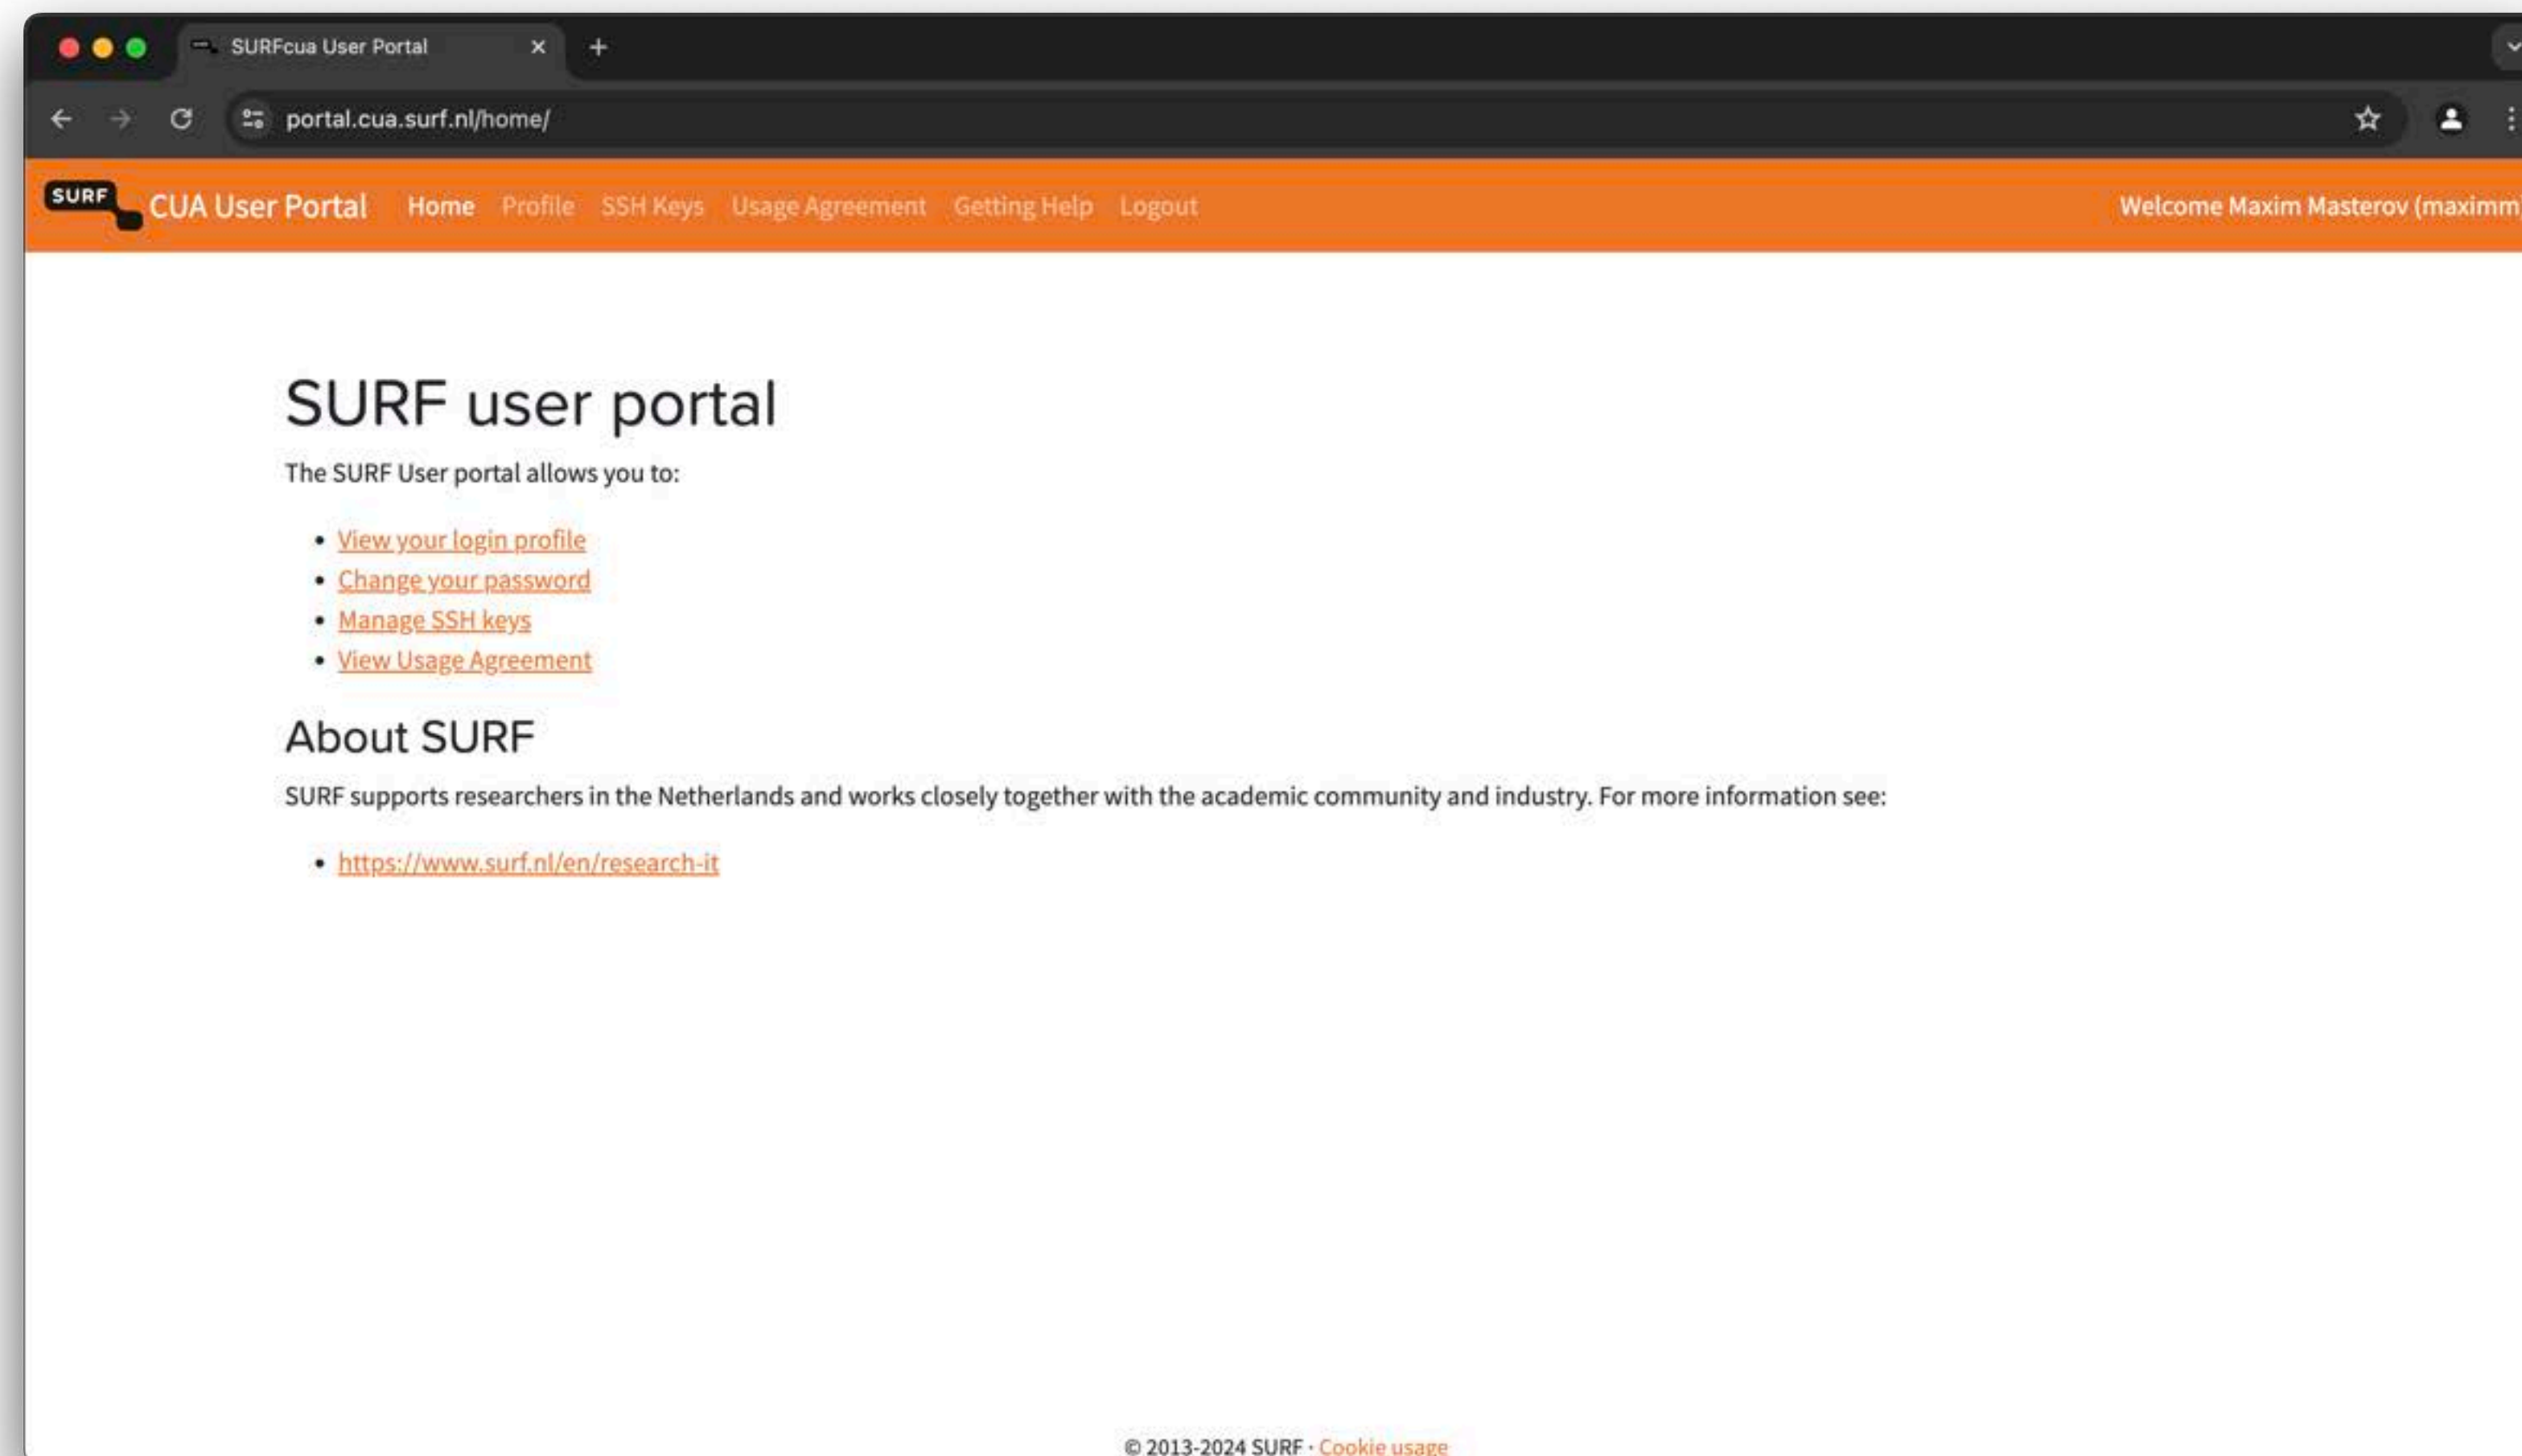 SURFcua User Portal
portal.cua.surf.nl/home/
SURF CUA User Portal Home Profile SSH Keys Usage Agreement Getting Help Logout Welcome Maxim Masterov (maximm)
SURF user portal
The SURF User portal allows you to:
• View your login profile
• Change your password
• Manage SSH keys
• View Usage Agreement
About SURF
SURF supports researchers in the Netherlands and works closely together with the academic community and industry. For more information see:
• https://www.surf.nl/en/research-it
© 2013-2024 SURF · Cookie usage